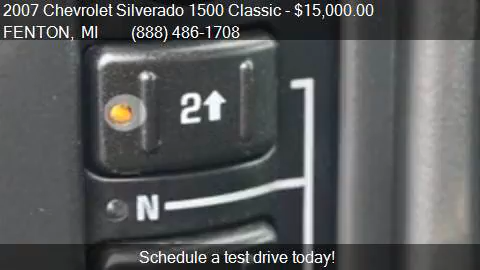 2007 Chevrolet Silverado 1500 Classic - $15,000.00
FENTON, MI (888) 486-1708
2↑
N
Schedule a test drive today!